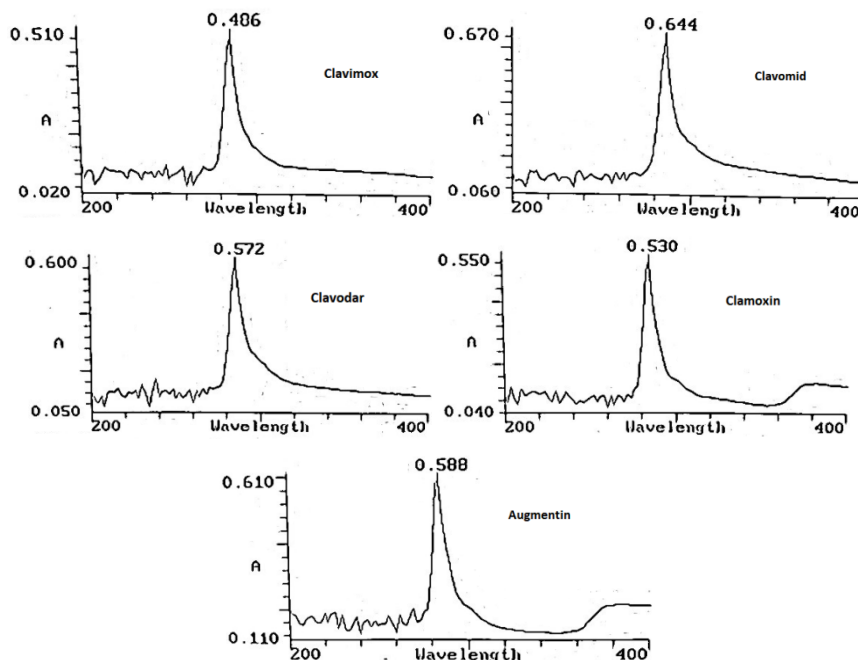 0.486
0.510
Clavimox
A
0.020
200 Wavelength 400
0.644
0.670
Clavomid
A
0.060
200 Wavelength 400
0.572
0.600
Clavodar
A
0.050
200 Wavelength 400
0.530
0.550
Clamoxin
A
0.040
200 Wavelength 400
0.588
0.610
Augmentin
A
0.110
200 Wavelength 400